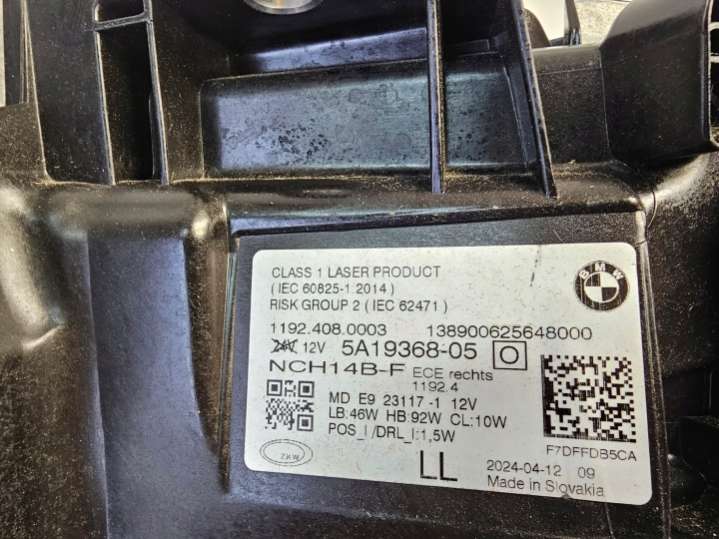 CLASS 1 LASER PRODUCT
( IEC 60825-1:2014 )
RISK GROUP 2 ( IEC 62471 )
BMW
1192.408.0003 138900625648000
24V 12V 5A19368-05
NCH14B-F ECE rechts
1192.4
MD E9 23117-1 12V
LB:46W HB:92W CL:10W
POS_I /DRL_I:1,5W
F7DFFDB5CA
ZKW
LL 2024-04-12 09
Made in Slovakia